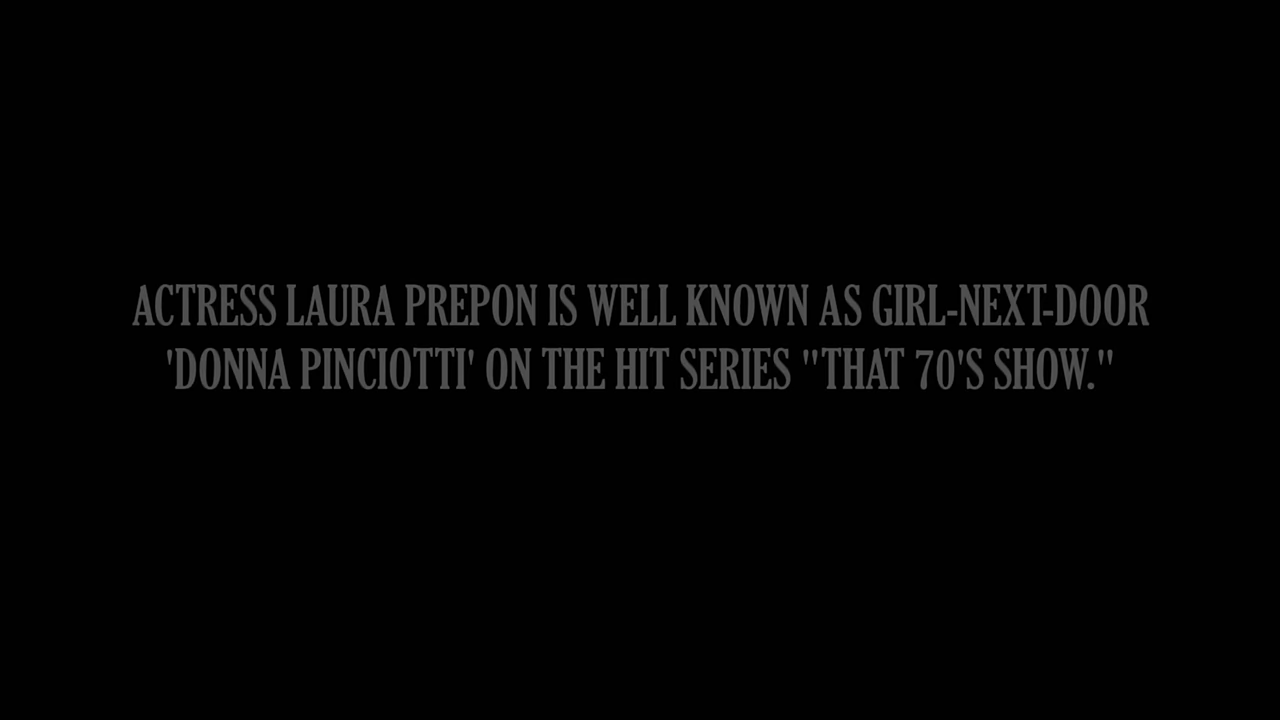 ACTRESS LAURA PREPON IS WELL KNOWN AS GIRL-NEXT-DOOR
'DONNA PINCIOTTI' ON THE HIT SERIES "THAT 70'S SHOW."